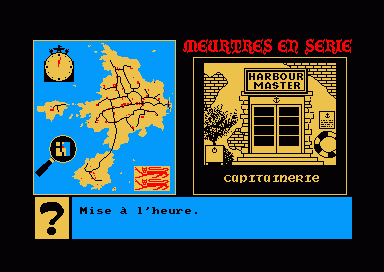 MEURTRES EN SERIE
HARBOUR
MASTER
CAPITAINERIE
?
Mise à l'heure.